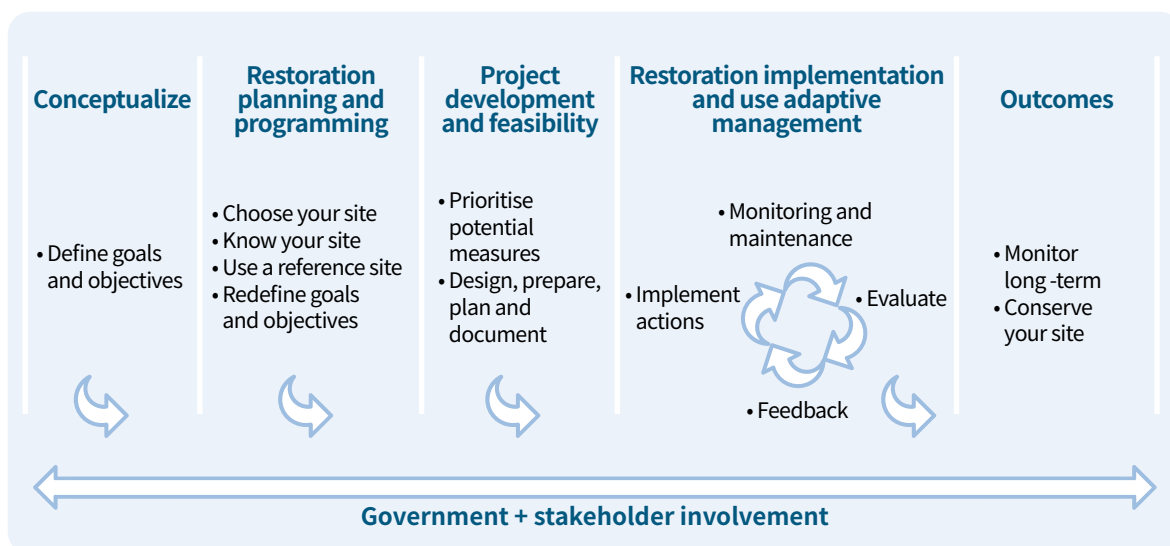 Conceptualize
• Define goals
and objectives
Restoration
planning and
programming
• Choose your site
• Know your site
• Use a reference site
• Redefine goals
and objectives
Project
development
and feasibility
• Prioritise
potential
measures
• Design, prepare,
plan and
document
Restoration implementation
and use adaptive
management
• Monitoring and
maintenance
• Implement
actions
• Evaluate
• Feedback
Outcomes
• Monitor
long -term
• Conserve
your site
Government + stakeholder involvement